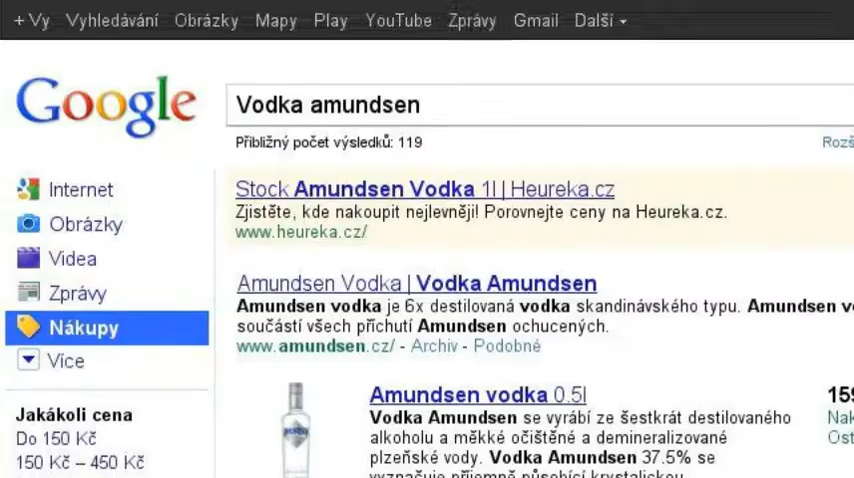 + Vy Vyhledávání Obrázky Mapy Play YouTube Zprávy Gmail Další
Google
Vodka amundsen
Přibližný počet výsledků: 119
Internet
Obrázky
Videa
Zprávy
Nákupy
Více
Jakákoli cena
Do 150 Kč
150 Kč – 450 Kč
Stock Amundsen Vodka 1l | Heureka.cz
Zjistěte, kde nakoupit nejlevněji! Porovnejte ceny na Heureka.cz.
www.heureka.cz/
Amundsen Vodka | Vodka Amundsen
Amundsen vodka je 6x destilovaná vodka skandinávského typu. Amundsen
součástí všech příchutí Amundsen ochucených.
www.amundsen.cz/ - Archiv - Podobné
Amundsen vodka 0.5l
Vodka Amundsen se vyrábí ze šestkrát destilovaného
alkoholu a měkké očištěné a demineralizované
plzeňské vody. Vodka Amundsen 37.5% se
vyznačuje příjemně působící krystalickou